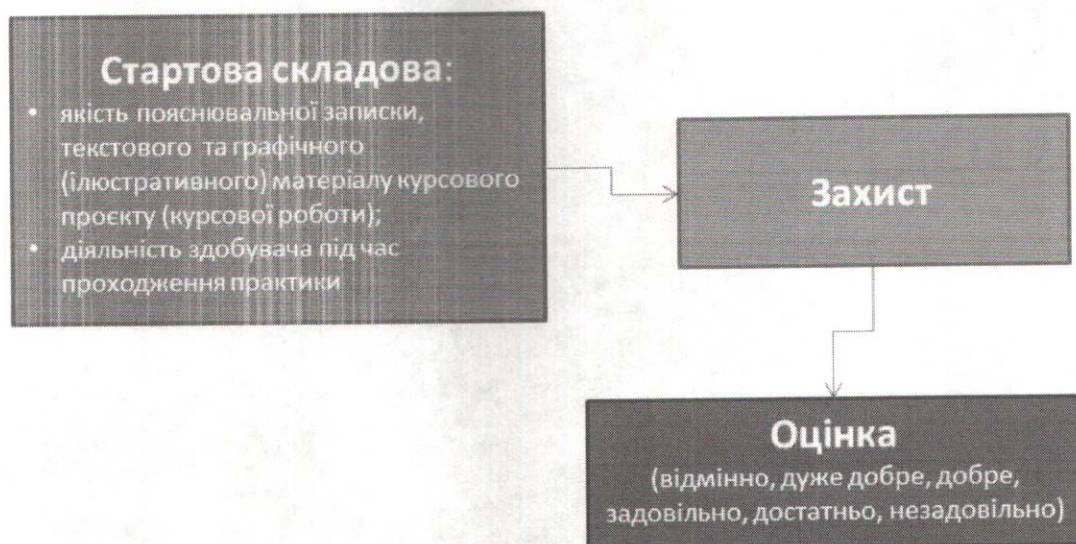 Стартова складова:
• якість пояснювальної записки,
текстового та графічного
(ілюстративного) матеріалу курсового
проєкту (курсової роботи);
• діяльність здобувача під час
проходження практики
Захист
Оцінка
(відмінно, дуже добре, добре,
задовільно, достатньо, незадовільно)